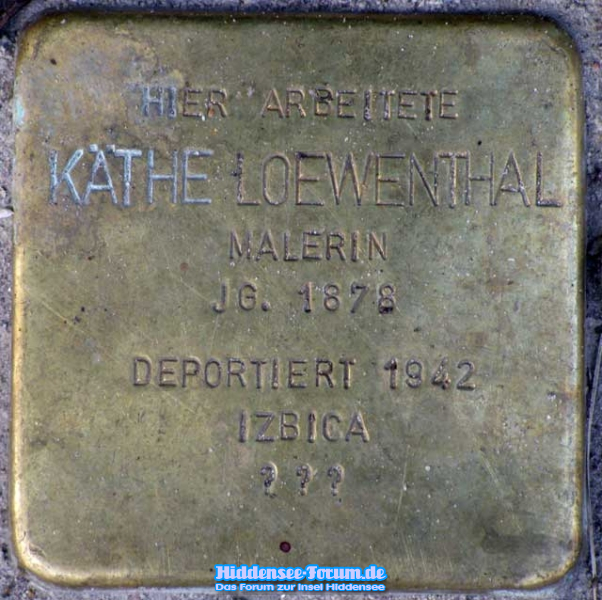 HIER ARBEITETE
KÄTHE LOEWENTHAL
MALERIN
JG. 1878
DEPORTIERT 1942
IZBICA
???
Hiddensee-Forum.de
Das Forum zur Insel Hiddensee